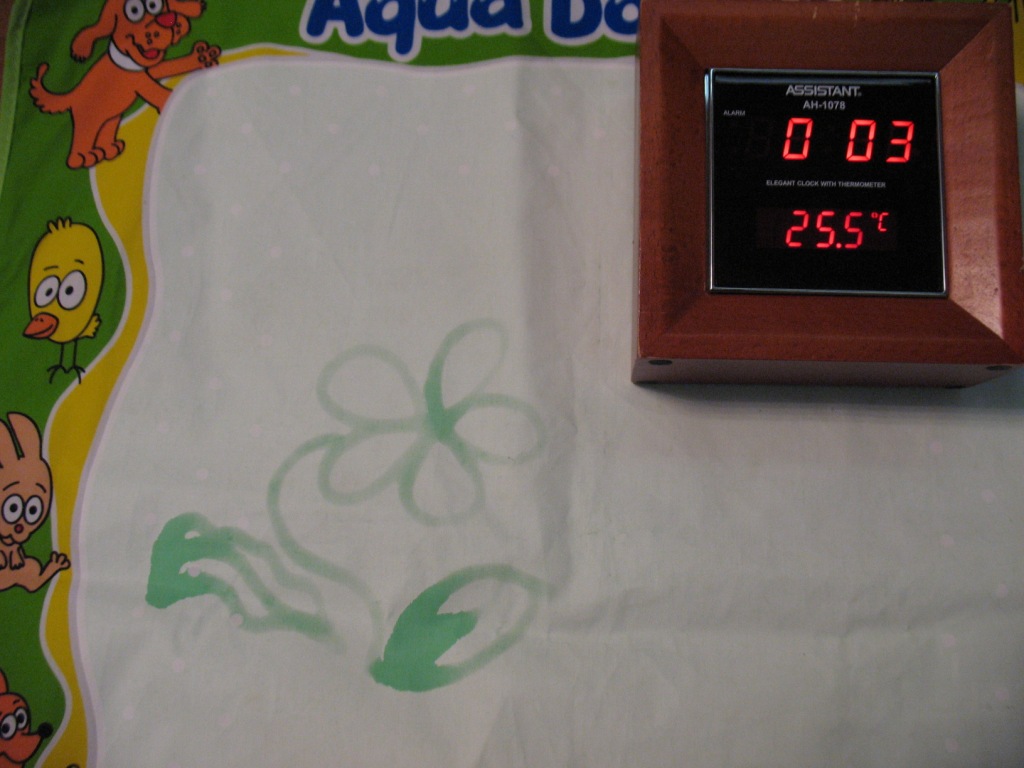 Aqua Do
ASSISTANT
AH-1078
ALARM
0 03
ELEGANT CLOCK WITH THERMOMETER
25.5 °C